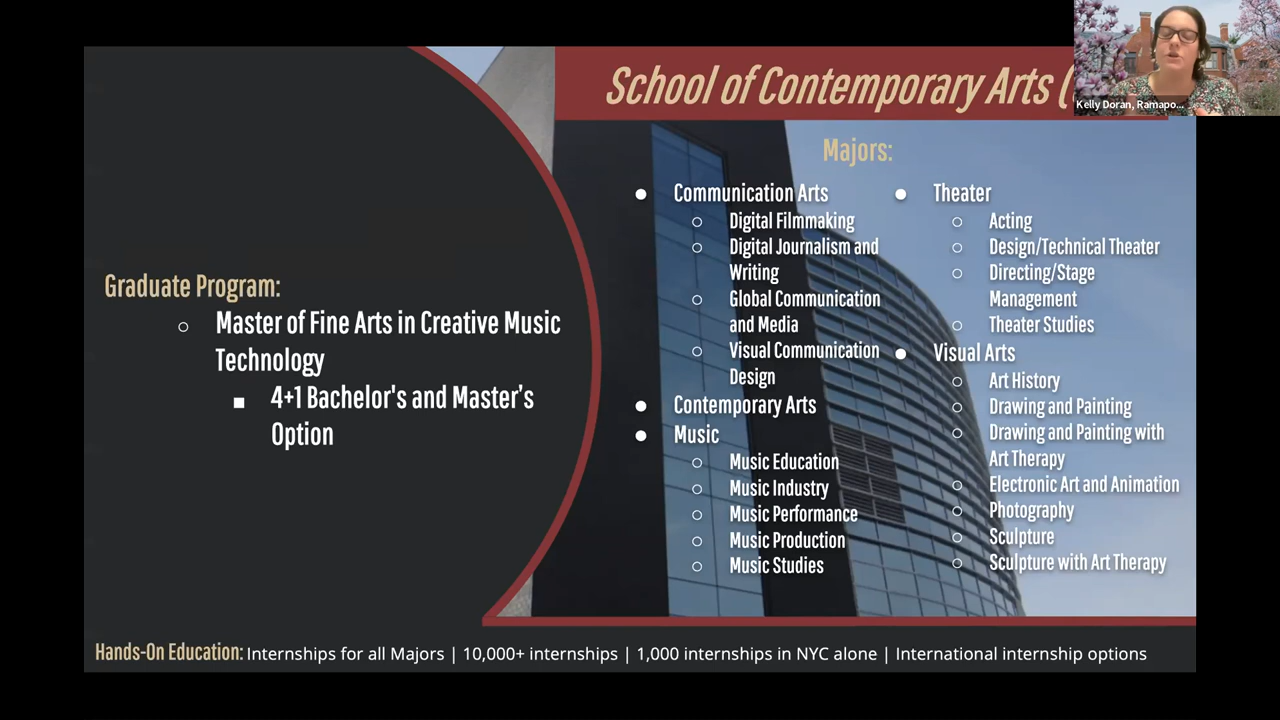 School of Contemporary Arts (
Kelly Doran, Ramapo...
Graduate Program:
Master of Fine Arts in Creative Music
Technology
4+1 Bachelor's and Master's
Option
Majors:
Communication Arts
Digital Filmmaking
Digital Journalism and
Writing
Global Communication
and Media
Visual Communication
Design
Contemporary Arts
Music
Music Education
Music Industry
Music Performance
Music Production
Music Studies
Theater
Acting
Design/Technical Theater
Directing/Stage
Management
Theater Studies
Visual Arts
Art History
Drawing and Painting
Drawing and Painting with
Art Therapy
Electronic Art and Animation
Photography
Sculpture
Sculpture with Art Therapy
Hands-On Education: Internships for all Majors | 10,000+ internships | 1,000 internships in NYC alone | International internship options